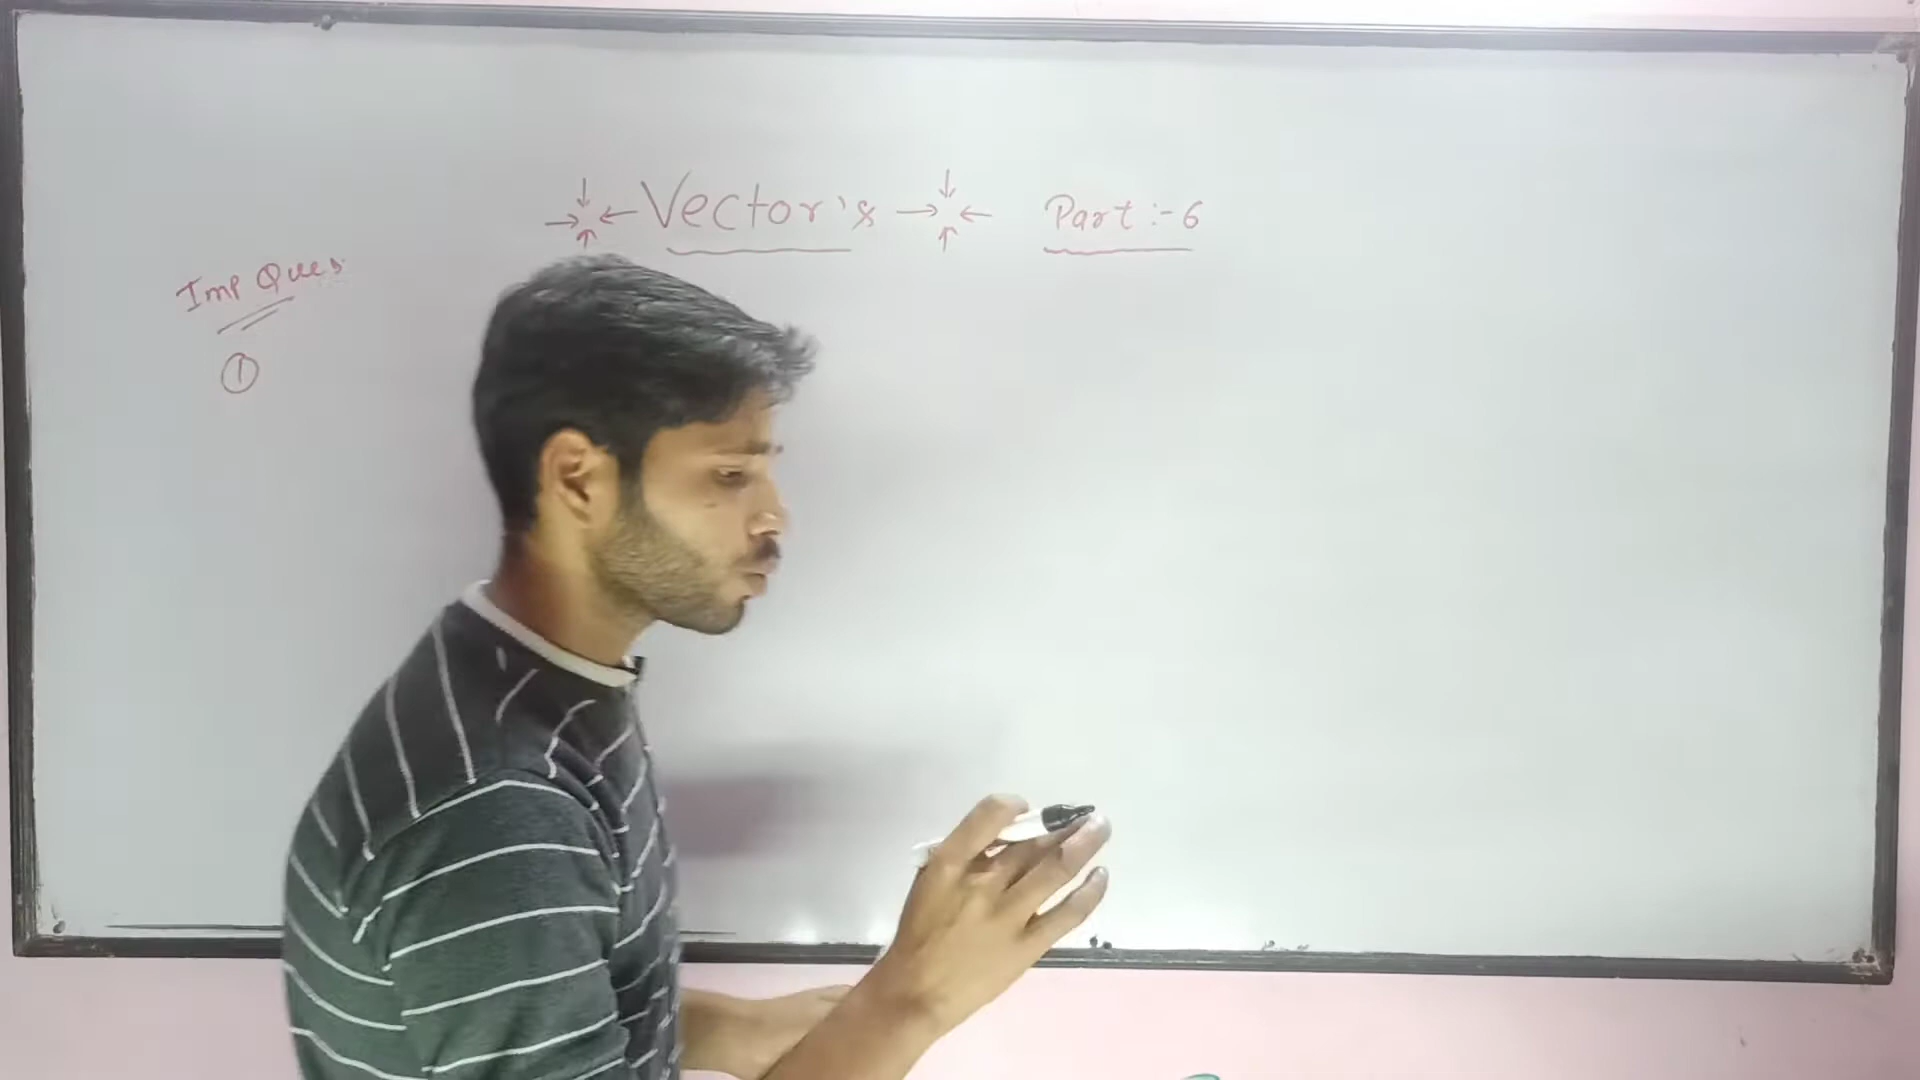 →← Vector's →← Part :- 6
Imp Ques.
①